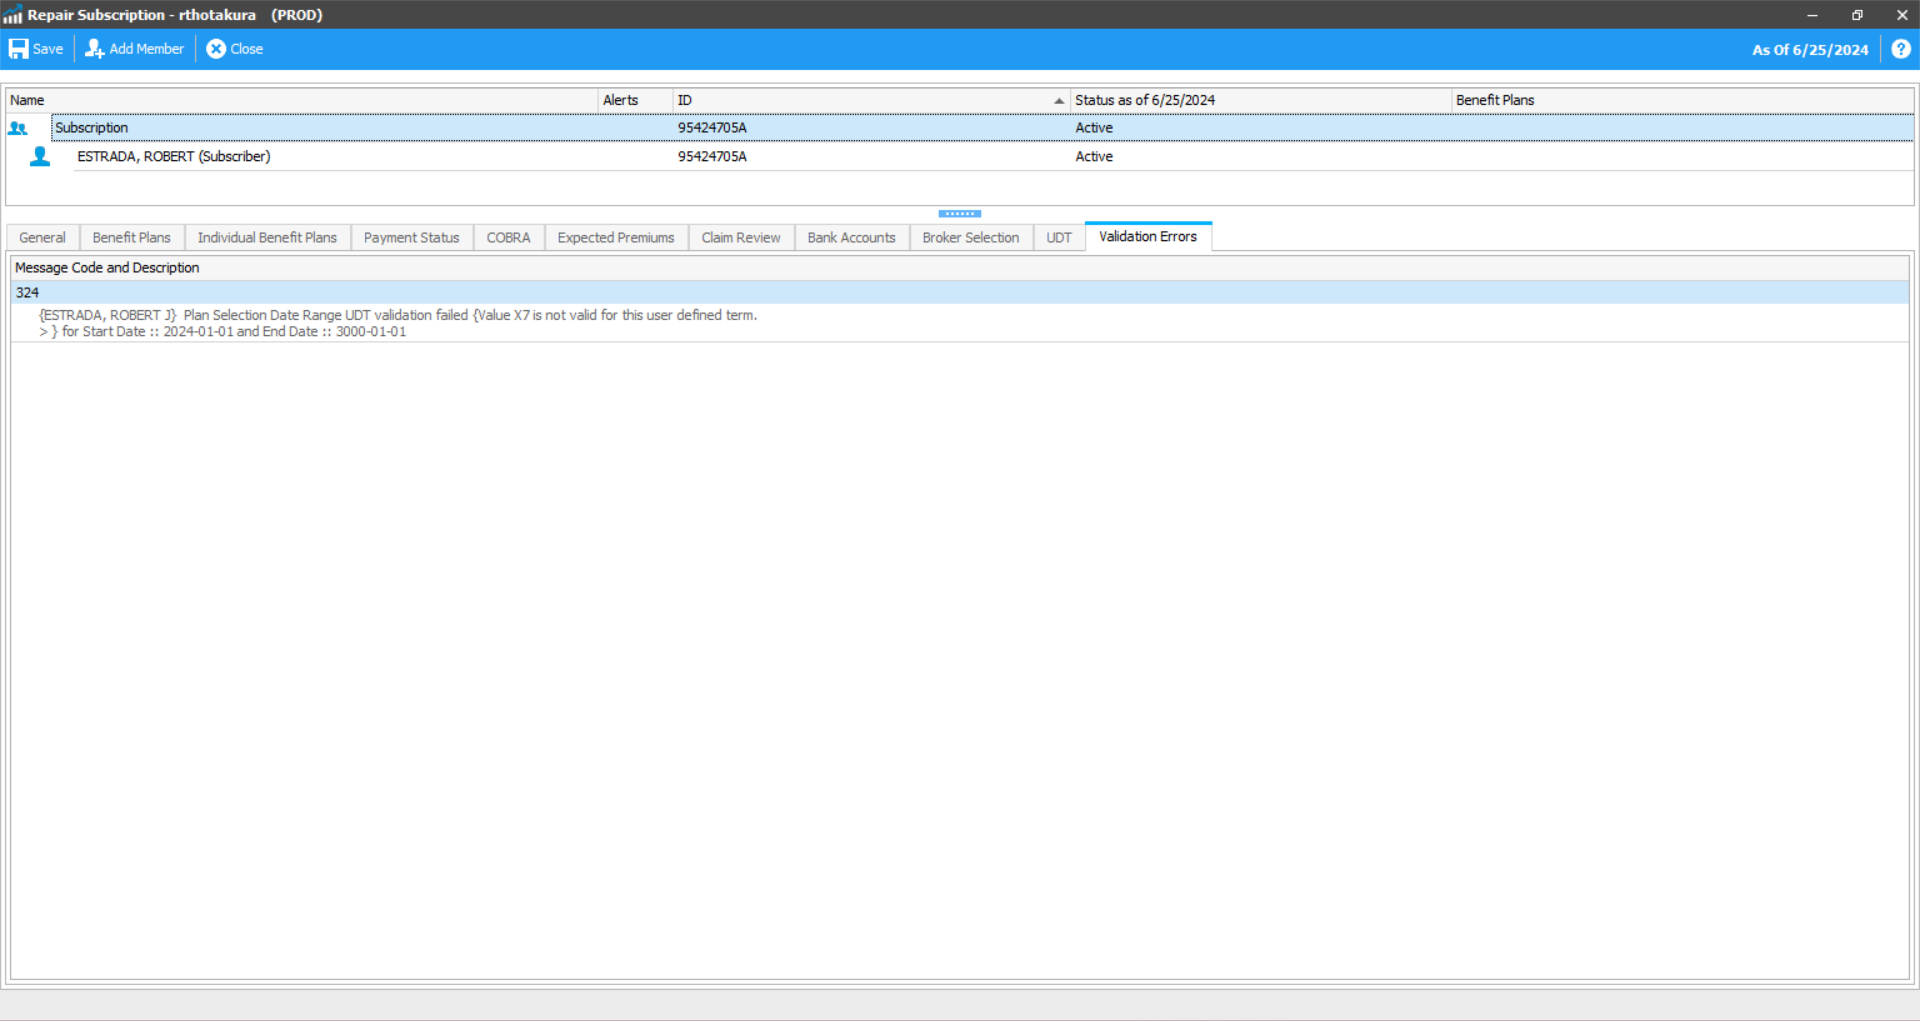 Repair Subscription - rthotakura (PROD)
Save Add Member Close As Of 6/25/2024 ?
Name Alerts ID Status as of 6/25/2024 Benefit Plans
Subscription 95424705A Active
ESTRADA, ROBERT (Subscriber) 95424705A Active
General Benefit Plans Individual Benefit Plans Payment Status COBRA Expected Premiums Claim Review Bank Accounts Broker Selection UDT Validation Errors
Message Code and Description
324
{ESTRADA, ROBERT J} Plan Selection Date Range UDT validation failed {Value X7 is not valid for this user defined term.
> } for Start Date :: 2024-01-01 and End Date :: 3000-01-01